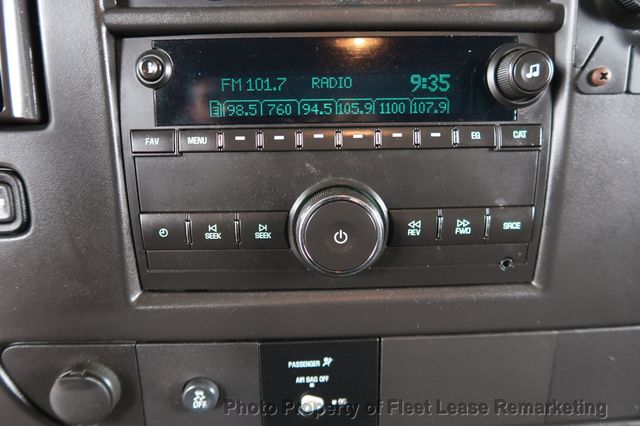 FM 101.7 RADIO 9:35
98.5 760 94.5 105.9 1100 107.9
FAV MENU EQ CAT
SEEK SEEK REV FWD SRCE
PASSENGER
AIR BAG OFF
OFF
Photo Property of Fleet Lease Remarketing